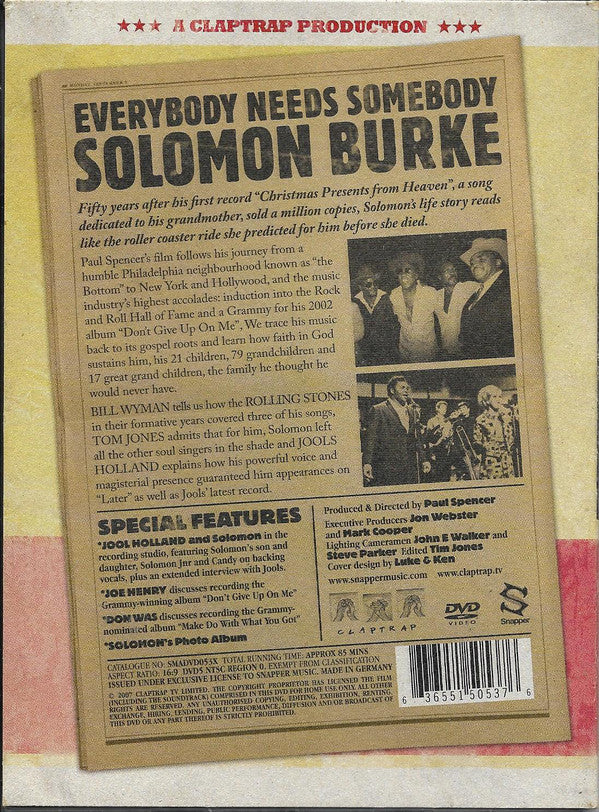 ★★★ A CLAPTRAP PRODUCTION ★★★
EVERYBODY NEEDS SOMEBODY
SOLOMON BURKE
Fifty years after his first record "Christmas Presents from Heaven", a song
dedicated to his grandmother, sold a million copies, Solomon's life story reads
like the roller coaster ride she predicted for him before she died.
Paul Spencer's film follows his journey from a
humble Philadelphia neighbourhood known as "the
Bottom" to New York and Hollywood, and the music
industry's highest accolades: induction into the Rock
and Roll Hall of Fame and a Grammy for his 2002
album "Don't Give Up On Me". We trace his music
back to its gospel roots and learn how faith in God
sustains him, his 21 children, 79 grandchildren and
17 great grand children, the family he thought he
would never have.
BILL WYMAN tells us how the ROLLING STONES
in their formative years covered three of his songs,
TOM JONES admits that for him, Solomon left
all the other soul singers in the shade and JOOLS
HOLLAND explains how his powerful voice and
magisterial presence guaranteed him appearances on
"Later" as well as Jools' latest record.
SPECIAL FEATURES
*JOOL HOLLAND and Solomon in the
recording studio, featuring Solomon's son and
daughter, Solomon Jnr and Candy on backing
vocals, plus an extended interview with Jools.
*JOE HENRY discusses recording the
Grammy-winning album "Don't Give Up On Me"
*DON WAS discusses recording the Grammy-
nominated album "Make Do With What You Got"
*SOLOMON's Photo Album
Produced & Directed by Paul Spencer
Executive Producers Jon Webster
and Mark Cooper
Lighting Cameramen John E Walker and
Steve Parker Edited Tim Jones
Cover design by Luke & Ken
www.snappermusic.com www.claptrap.tv
CLAPTRAP
DVD
VIDEO
Snapper
CATALOGUE NO: SMADVD053X TOTAL RUNNING TIME: APPROX 85 MINS
ASPECT RATIO: 16:9 DVD5 NTSC REGION 0. EXEMPT FROM CLASSIFICATION
ISSUED UNDER EXCLUSIVE LICENSE TO SNAPPER MUSIC. MADE IN GERMANY
© 2007 CLAPTRAP TV LIMITED. THE COPYRIGHT PROPRIETOR HAS LICENSED THE FILM
(INCLUDING THE SOUNDTRACK) COMPRISED IN THIS DVD FOR HOME USE ONLY. ALL OTHER
RIGHTS ARE RESERVED. ANY UNAUTHORISED COPYING, EDITING, EXHIBITION, RENTING,
EXCHANGE, HIRING, LENDING, PUBLIC PERFORMANCE, DIFFUSION AND/OR BROADCAST OF
THIS DVD OR ANY PART THEREOF IS STRICTLY PROHIBITED.
6 36551 50537 6